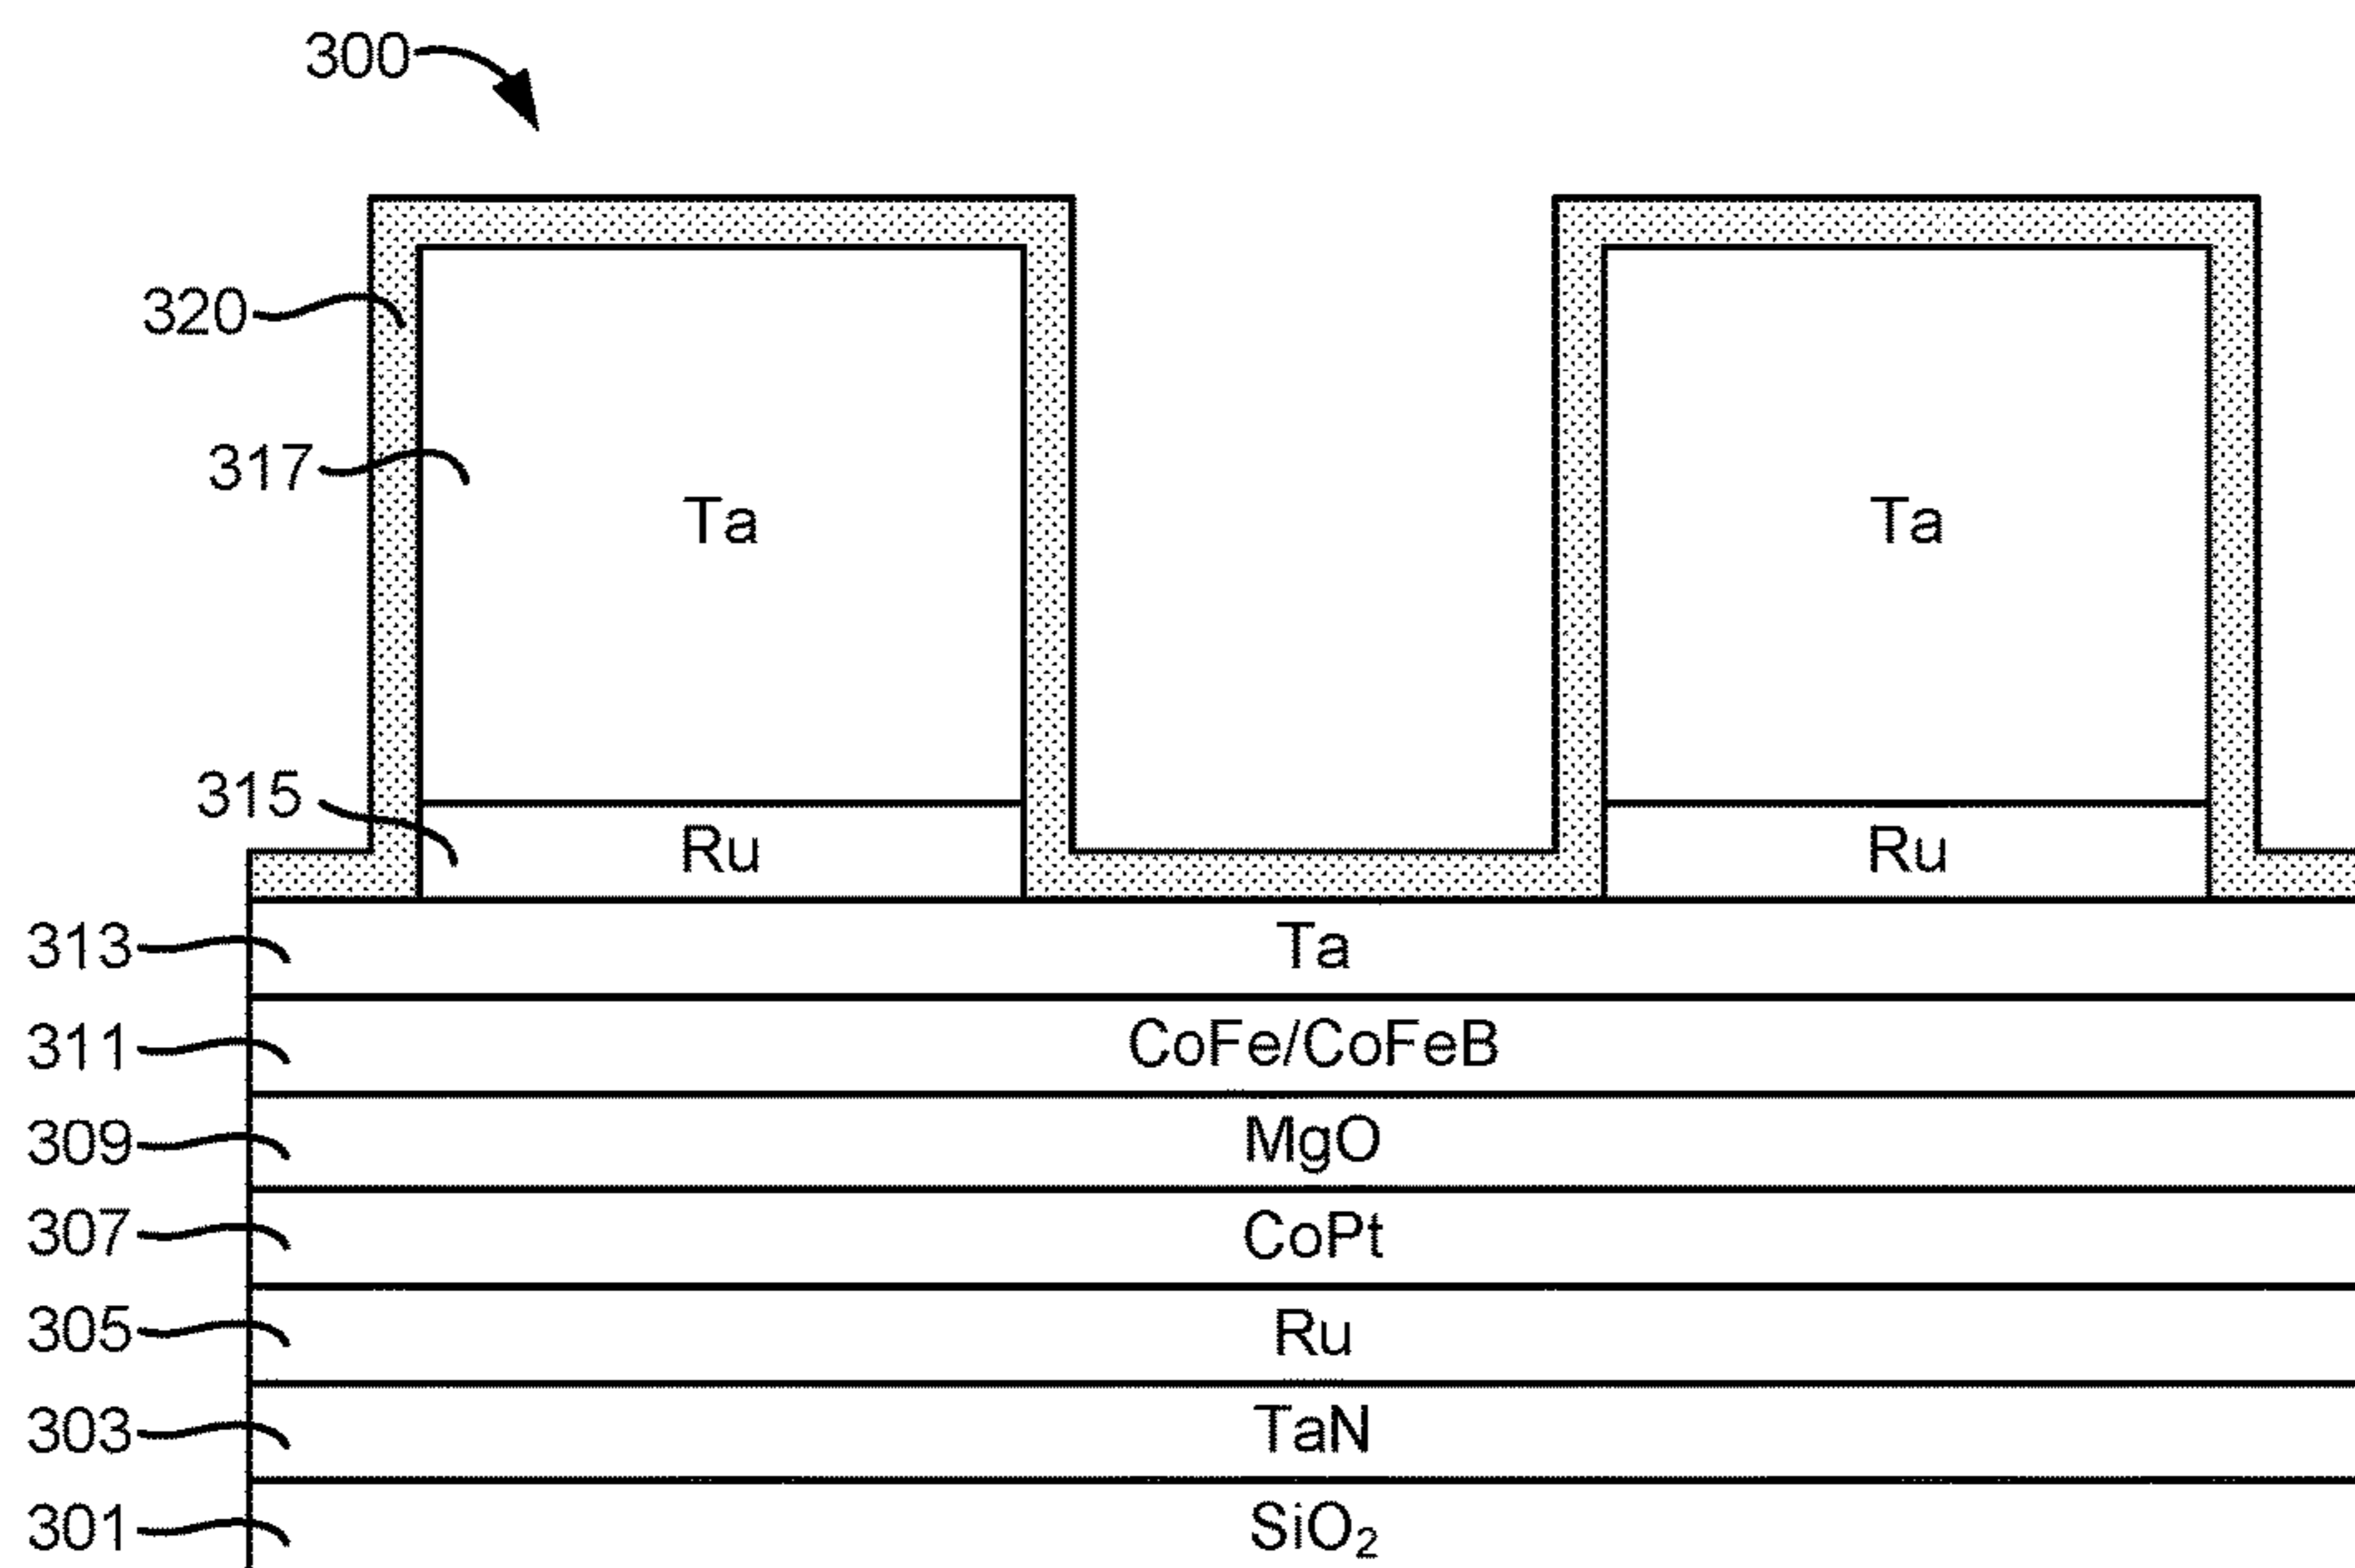 300
320
317 Ta Ta
315 Ru Ru
313 Ta
311 CoFe/CoFeB
309 MgO
307 CoPt
305 Ru
303 TaN
301 SiO₂